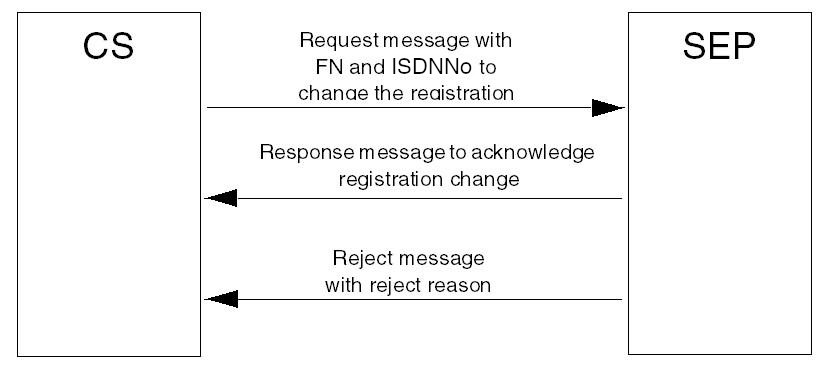 CS
SEP
Request message with
FN and ISDNNo to
change the registration
Response message to acknowledge
registration change
Reject message
with reject reason